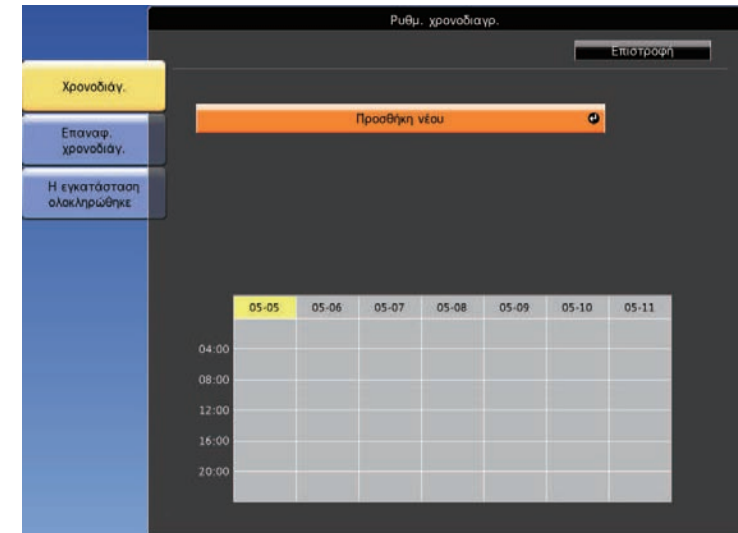 Ρυθμ. χρονοδιαγρ.
Επιστροφή
Χρονοδιάγ.
Επαναφ.
χρονοδιάγ.
Η εγκατάσταση
ολοκληρώθηκε
Προσθήκη νέου
05-05 05-06 05-07 05-08 05-09 05-10 05-11
04:00
08:00
12:00
16:00
20:00